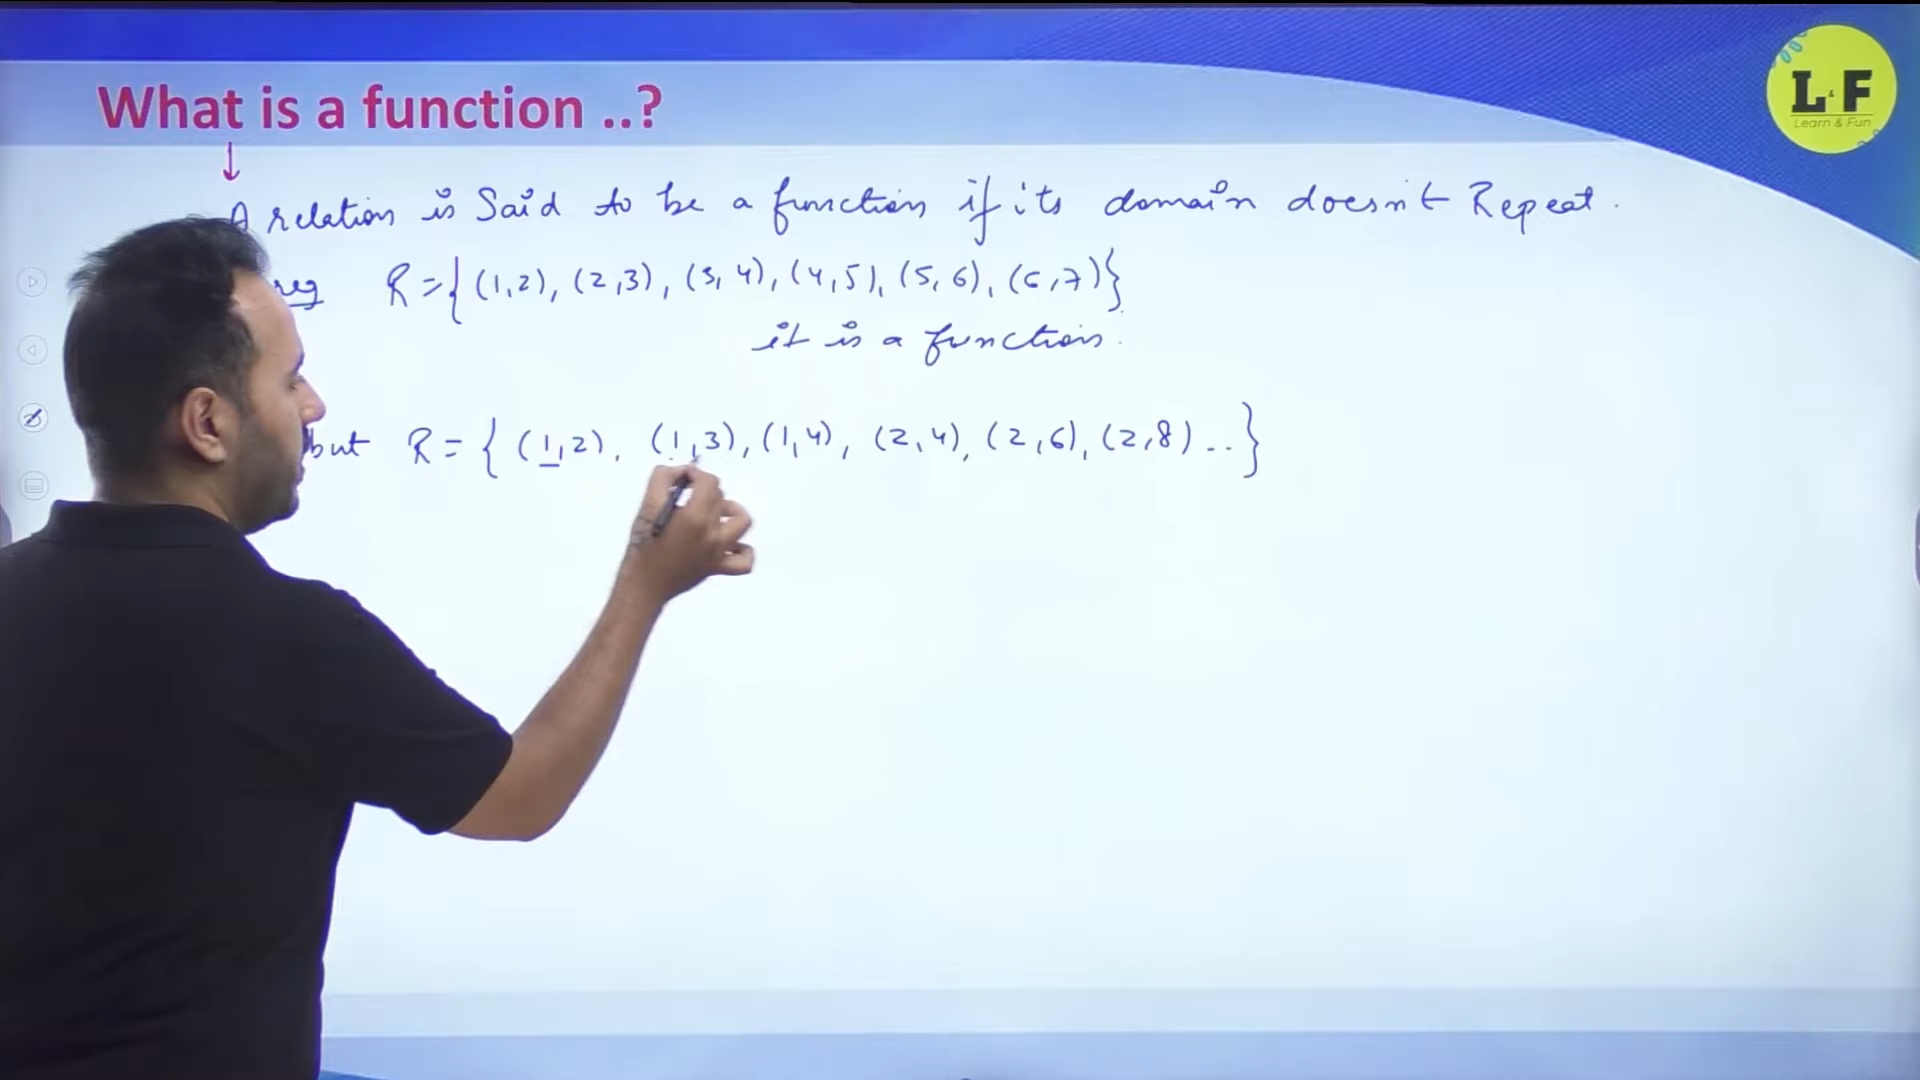 What is a function ..?
L&F
Learn & Fun
A relation is Said to be a function if its domain doesn't Repeat.
eg R={(1,2), (2,3), (3,4), (4,5), (5,6), (6,7)}
it is a function.
but R = { (1,2), (1,3), (1,4), (2,4), (2,6), (2,8) .. }